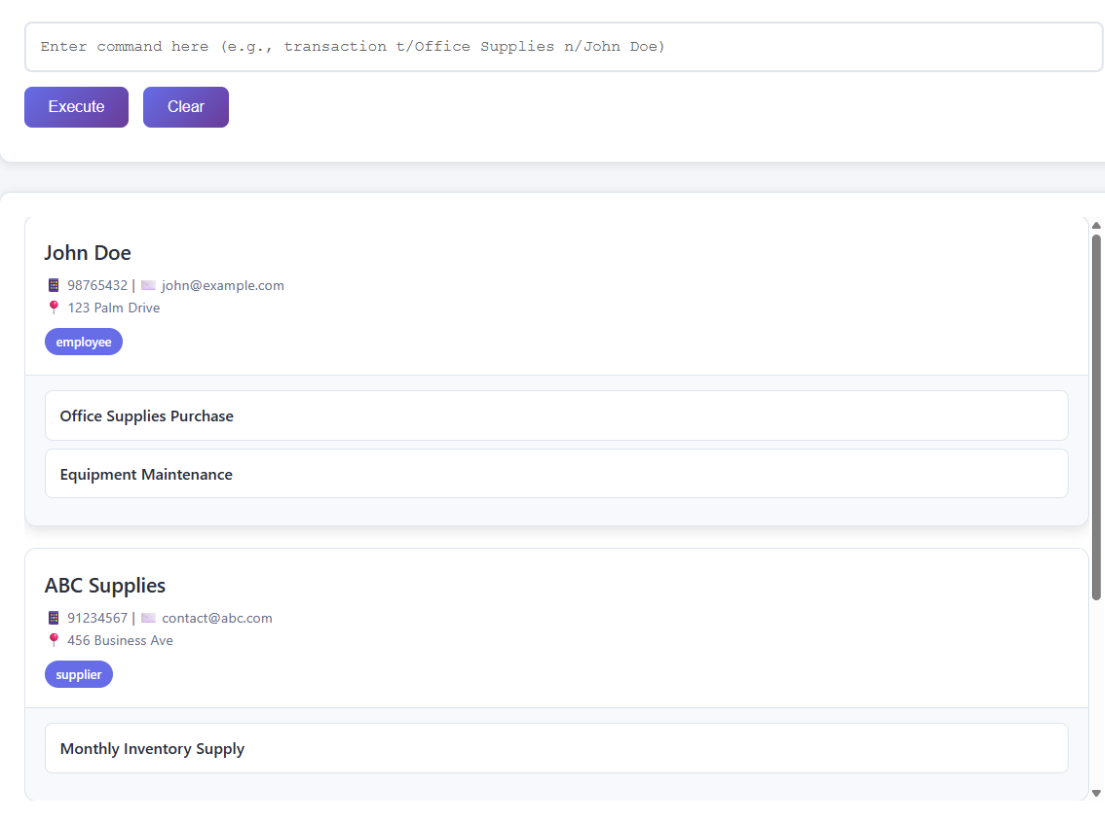 Enter command here (e.g., transaction t/Office Supplies n/John Doe)
Execute Clear
John Doe
98765432 | john@example.com
123 Palm Drive
employee
Office Supplies Purchase
Equipment Maintenance
ABC Supplies
91234567 | contact@abc.com
456 Business Ave
supplier
Monthly Inventory Supply